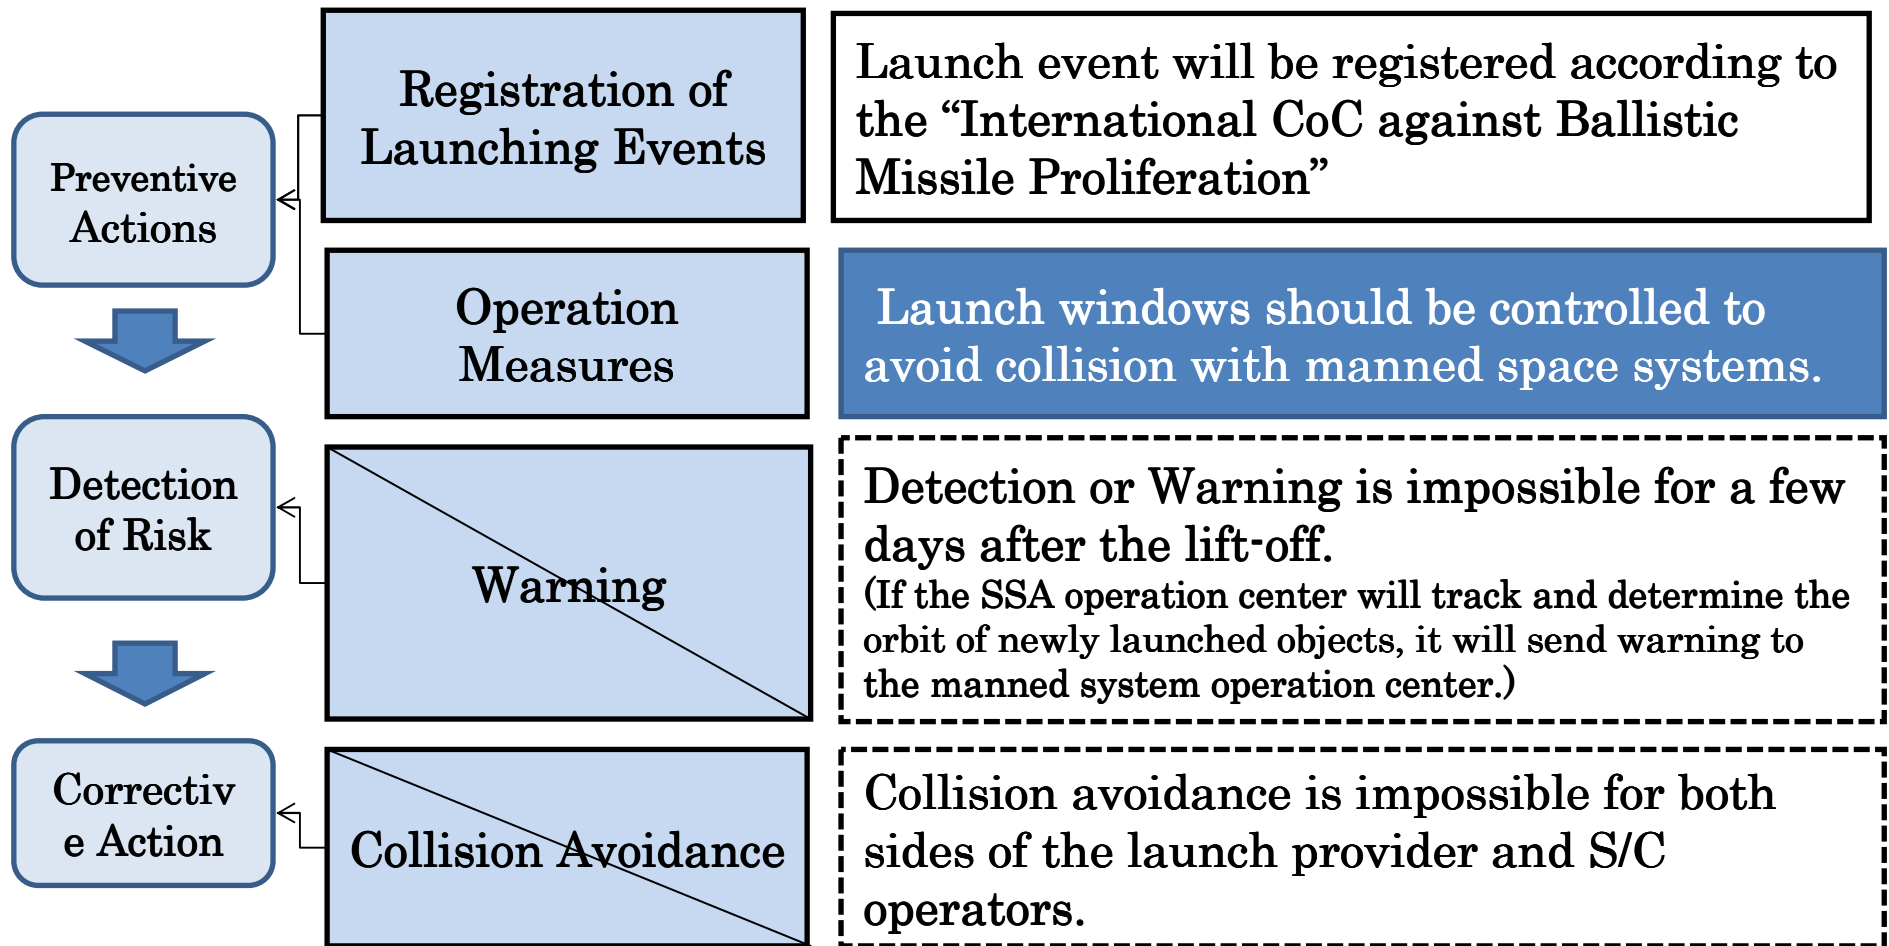 Preventive
Actions
Registration of
Launching Events
Launch event will be registered according to
the “International CoC against Ballistic
Missile Proliferation”
Operation
Measures
Launch windows should be controlled to
avoid collision with manned space systems.
Detection
of Risk
Warning
Detection or Warning is impossible for a few
days after the lift-off.
(If the SSA operation center will track and determine the
orbit of newly launched objects, it will send warning to
the manned system operation center.)
Correctiv
e Action
Collision Avoidance
Collision avoidance is impossible for both
sides of the launch provider and S/C
operators.